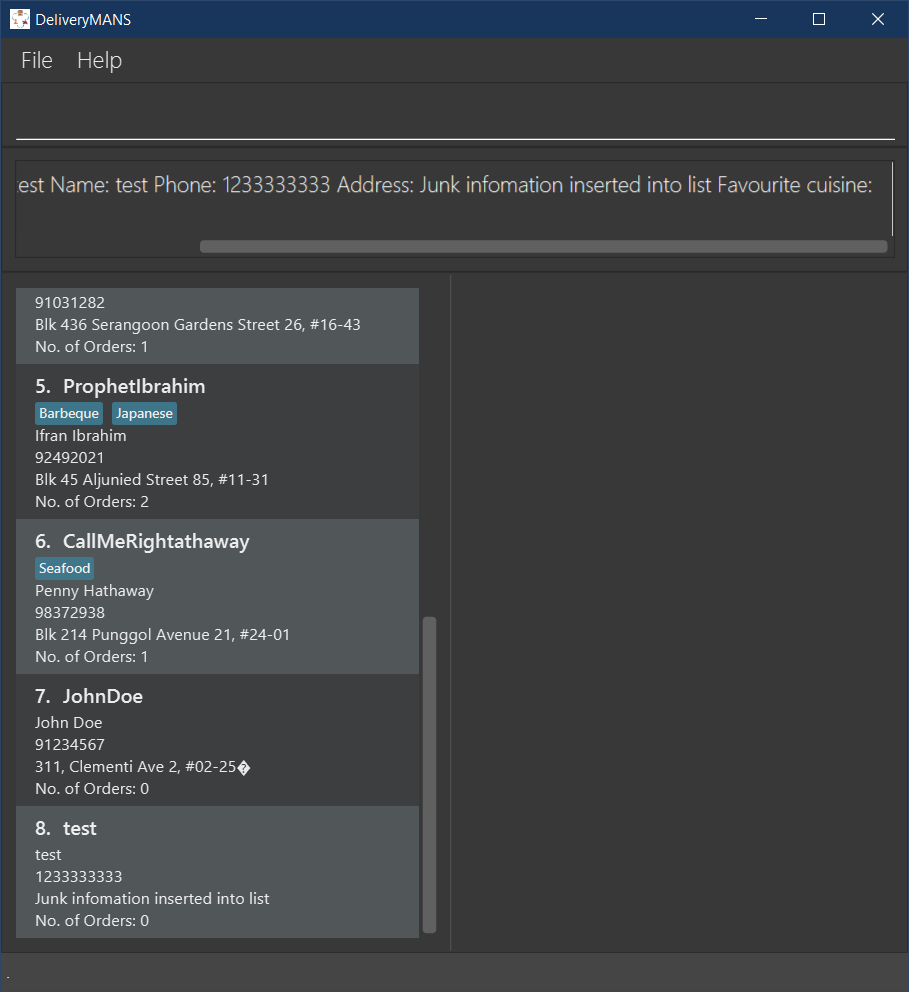 DeliveryMANS
File Help
est Name: test Phone: 1233333333 Address: Junk infomation inserted into list Favourite cuisine:
91031282
Blk 436 Serangoon Gardens Street 26, #16-43
No. of Orders: 1
5. ProphetIbrahim
Barbeque Japanese
Ifran Ibrahim
92492021
Blk 45 Aljunied Street 85, #11-31
No. of Orders: 2
6. CallMeRightathaway
Seafood
Penny Hathaway
98372938
Blk 214 Punggol Avenue 21, #24-01
No. of Orders: 1
7. JohnDoe
John Doe
91234567
311, Clementi Ave 2, #02-25�
No. of Orders: 0
8. test
test
1233333333
Junk infomation inserted into list
No. of Orders: 0
.